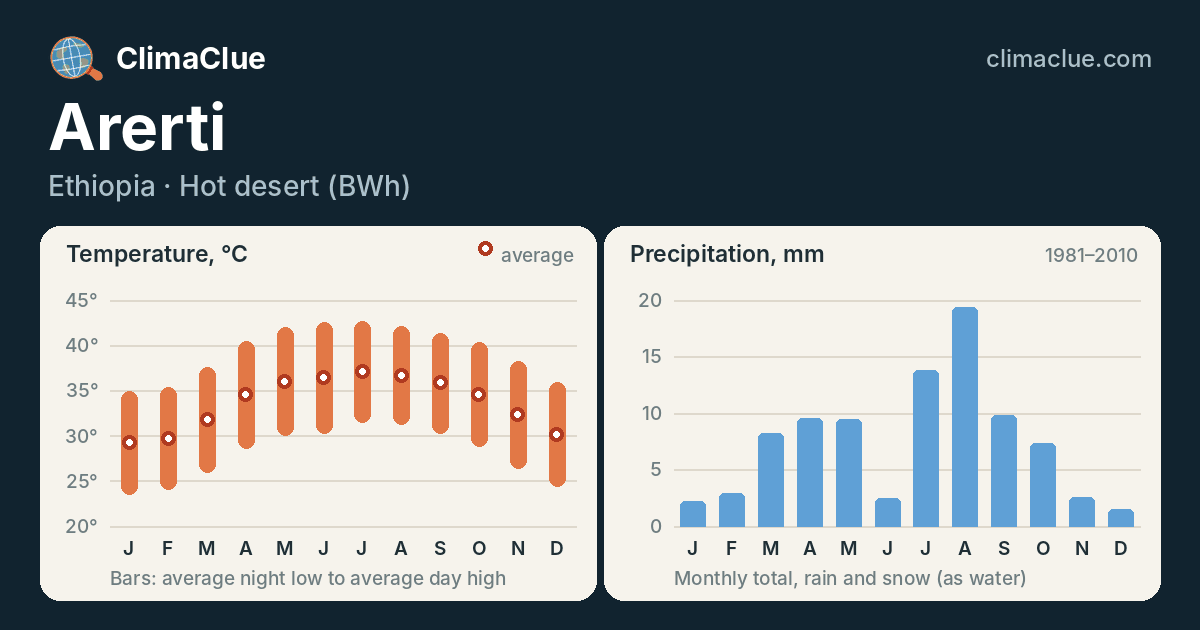 ClimaClue
climaclue.com
Arerti
Ethiopia · Hot desert (BWh)
Temperature, °C
average
45°
40°
35°
30°
25°
20°
J F M A M J J A S O N D
Bars: average night low to average day high
Precipitation, mm
1981–2010
20
15
10
5
0
J F M A M J J A S O N D
Monthly total, rain and snow (as water)